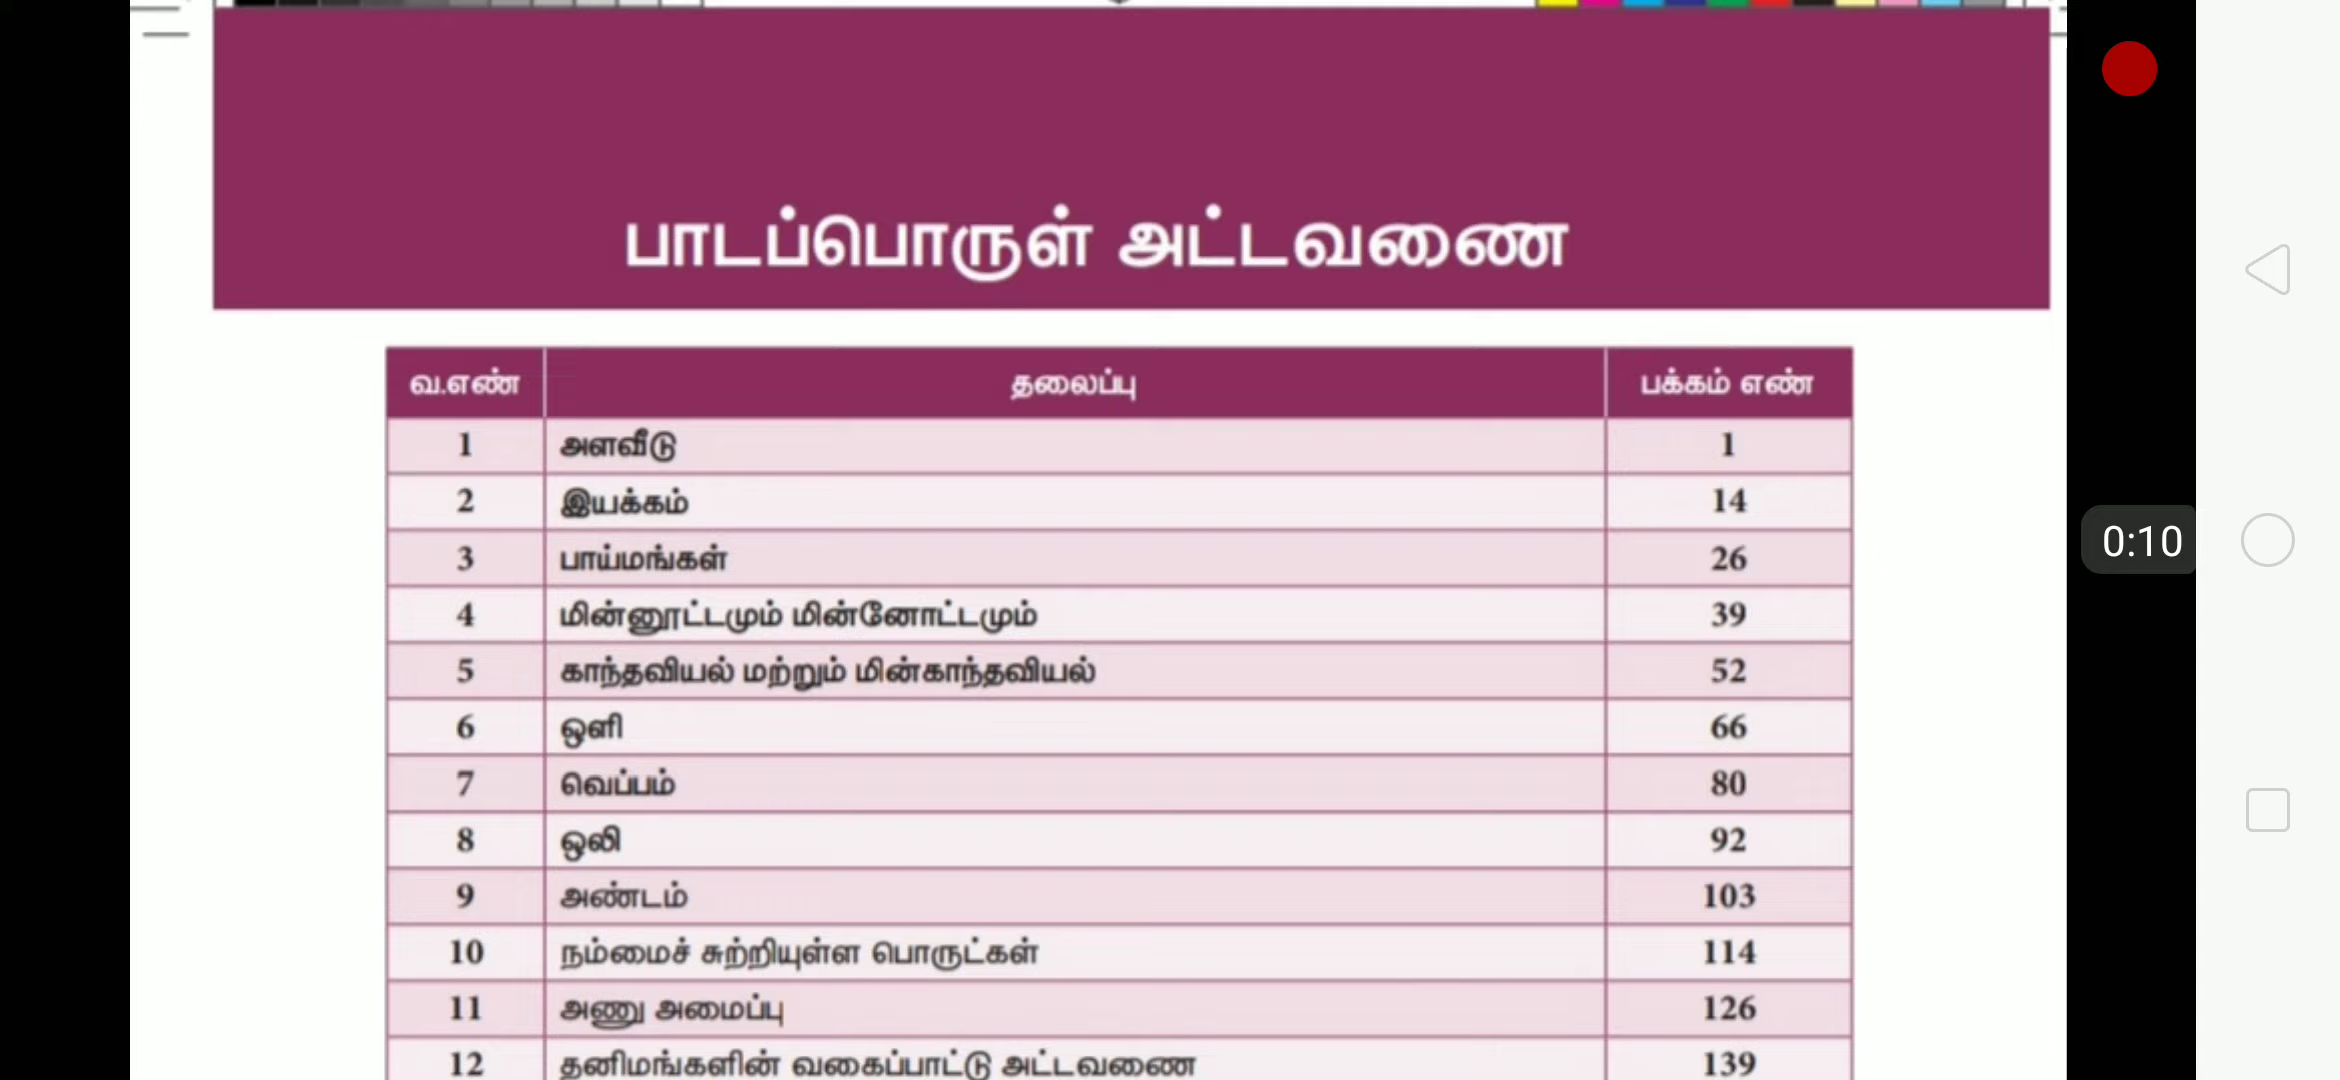 பாடப்பொருள் அட்டவணை
வ.எண் தலைப்பு பக்கம் எண்
1 அளவீடு 1
2 இயக்கம் 14
3 பாய்மங்கள் 26
4 மின்னூட்டமும் மின்னோட்டமும் 39
5 காந்தவியல் மற்றும் மின்காந்தவியல் 52
6 ஒளி 66
7 வெப்பம் 80
8 ஒலி 92
9 அண்டம் 103
10 நம்மைச் சுற்றியுள்ள பொருட்கள் 114
11 அணு அமைப்பு 126
12 தனிமங்களின் வகைப்பாட்டு அட்டவணை 139
0:10